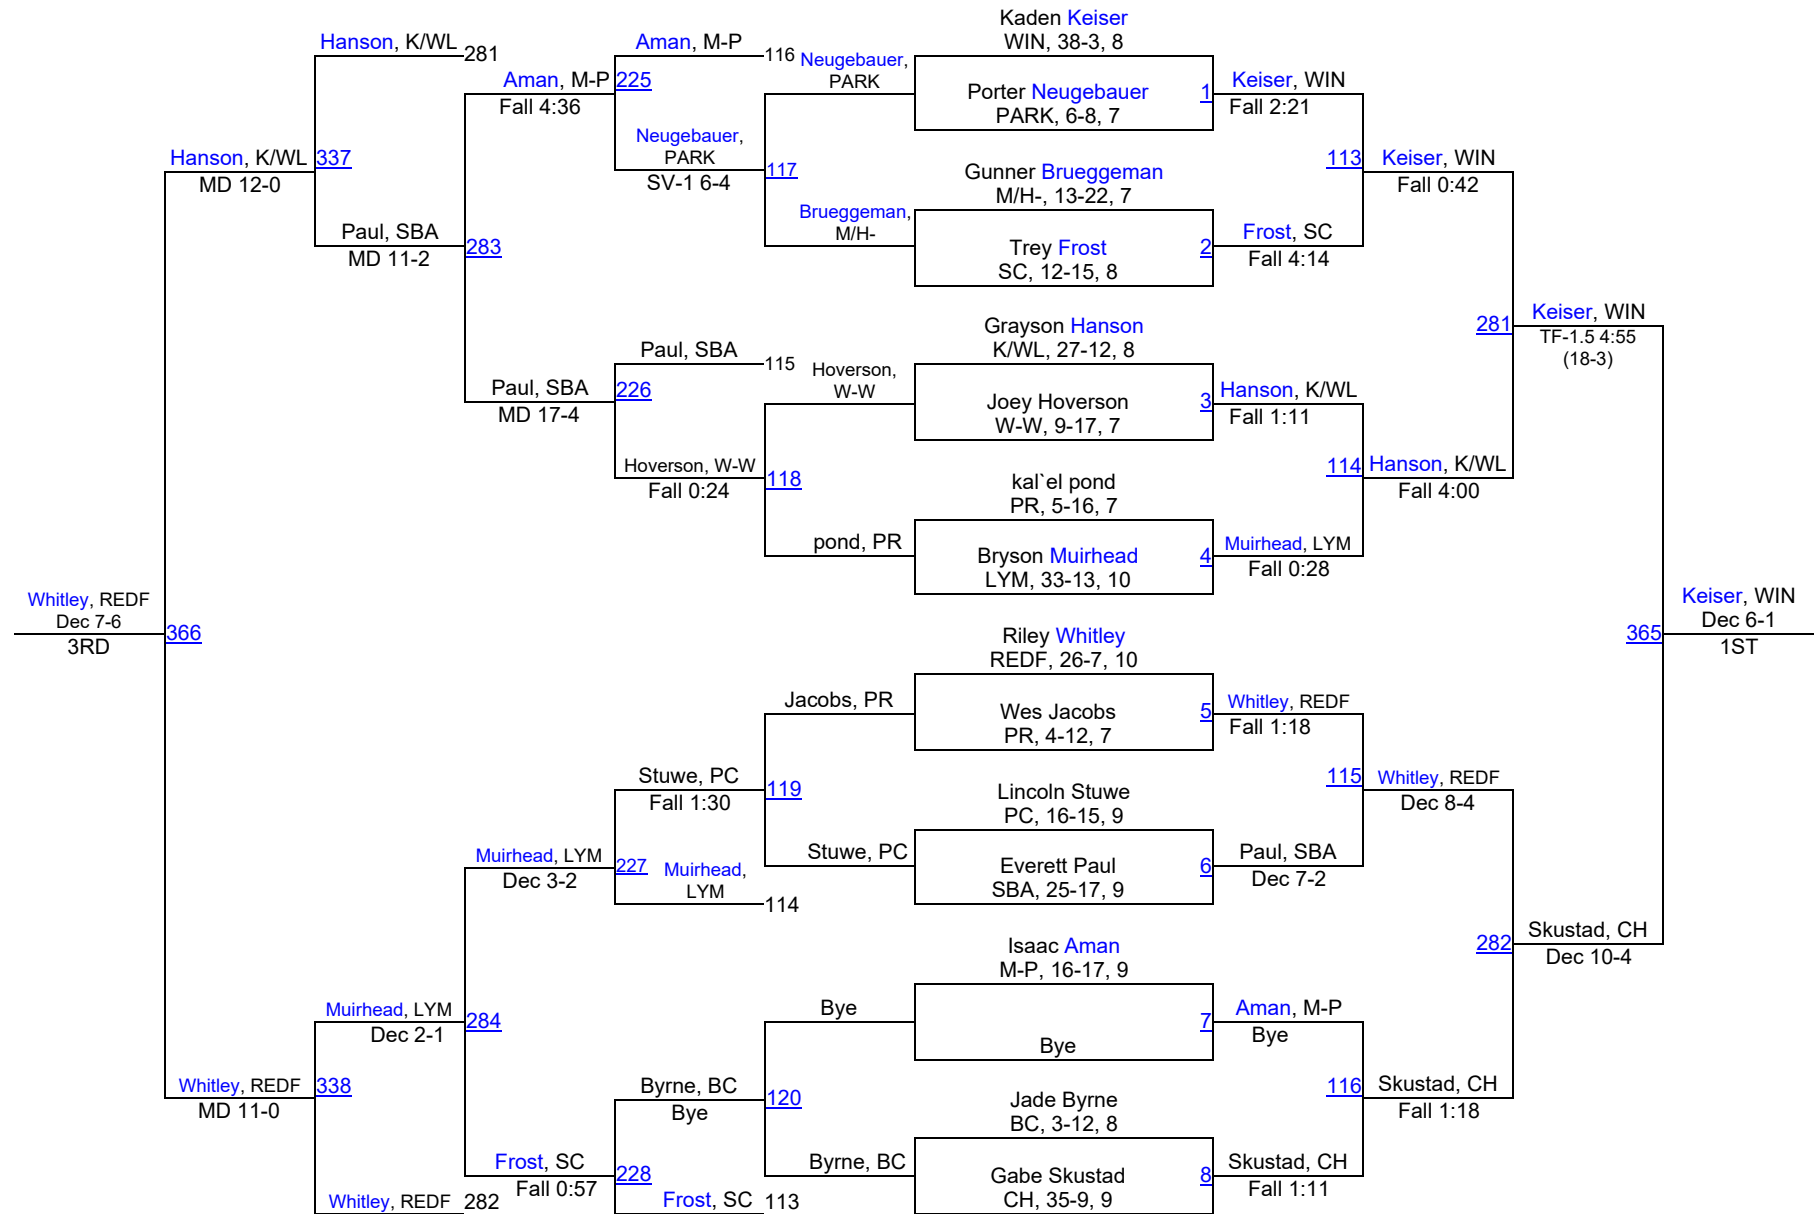 Kaden Keiser
WIN, 38-3, 8
Porter Neugebauer
PARK, 6-8, 7
1
Gunner Brueggeman
M/H-, 13-22, 7
Trey Frost
SC, 12-15, 8
2
Grayson Hanson
K/WL, 27-12, 8
Joey Hoverson
W-W, 9-17, 7
3
kal`el pond
PR, 5-16, 7
Bryson Muirhead
LYM, 33-13, 10
4
Riley Whitley
REDF, 26-7, 10
Wes Jacobs
PR, 4-12, 7
5
Lincoln Stuwe
PC, 16-15, 9
Everett Paul
SBA, 25-17, 9
6
Isaac Aman
M-P, 16-17, 9
Bye
7
Jade Byrne
BC, 3-12, 8
Gabe Skustad
CH, 35-9, 9
8
Keiser, WIN
Fall 2:21
Frost, SC
Fall 4:14
Hanson, K/WL
Fall 1:11
Muirhead, LYM
Fall 0:28
Whitley, REDF
Fall 1:18
Paul, SBA
Dec 7-2
Aman, M-P
Bye
Skustad, CH
Fall 1:11
113
Keiser, WIN
Fall 0:42
114
Hanson, K/WL
Fall 4:00
115
Whitley, REDF
Dec 8-4
116
Skustad, CH
Fall 1:18
281
Keiser, WIN
TF-1.5 4:55
(18-3)
282
Skustad, CH
Dec 10-4
365
Keiser, WIN
Dec 6-1
1ST
Neugebauer,
PARK
Brueggeman,
M/H-
Hoverson,
W-W
pond, PR
Jacobs, PR
Stuwe, PC
Bye
Byrne, BC
Aman, M-P
116
117
Neugebauer,
PARK
SV-1 6-4
Paul, SBA
115
118
Hoverson, W-W
Fall 0:24
119
Stuwe, PC
Fall 1:30
Muirhead,
LYM
114
120
Byrne, BC
Bye
Frost, SC
113
225
Aman, M-P
Fall 4:36
226
Paul, SBA
MD 17-4
227
Muirhead, LYM
Dec 3-2
228
Frost, SC
Fall 0:57
Hanson, K/WL
281
283
Paul, SBA
MD 11-2
284
Muirhead, LYM
Dec 2-1
Whitley, REDF
282
337
Hanson, K/WL
MD 12-0
338
Whitley, REDF
MD 11-0
366
Whitley, REDF
Dec 7-6
3RD